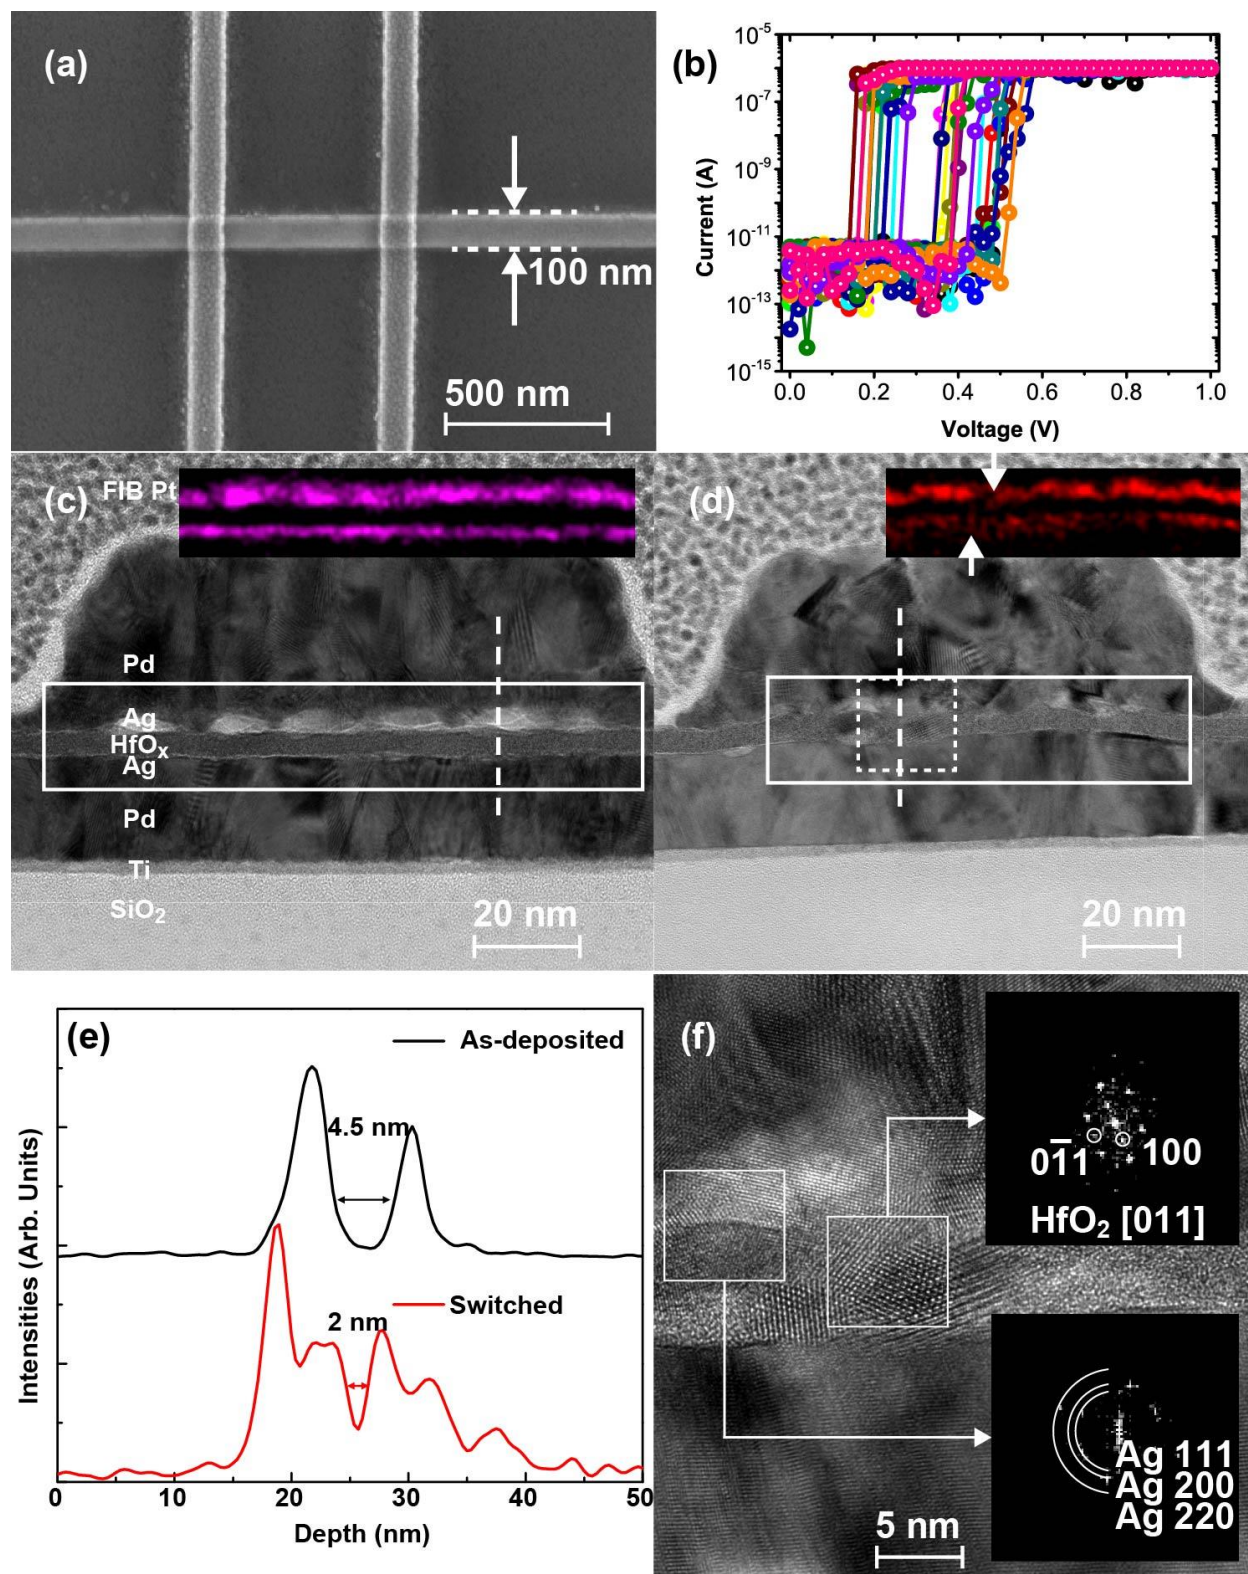 (a)
100 nm
500 nm
(b)
Current (A)
10⁻⁵
10⁻⁷
10⁻⁹
10⁻¹¹
10⁻¹³
10⁻¹⁵
0.0 0.2 0.4 0.6 0.8 1.0
Voltage (V)
(c)
FIB Pt
Pd
Ag
HfOₓ
Ag
Pd
Ti
SiO₂
20 nm
(d)
20 nm
(e)
As-deposited
4.5 nm
Switched
2 nm
Intensities (Arb. Units)
0 10 20 30 40 50
Depth (nm)
(f)
01̅1 100
HfO₂ [011]
Ag 111
Ag 200
Ag 220
5 nm